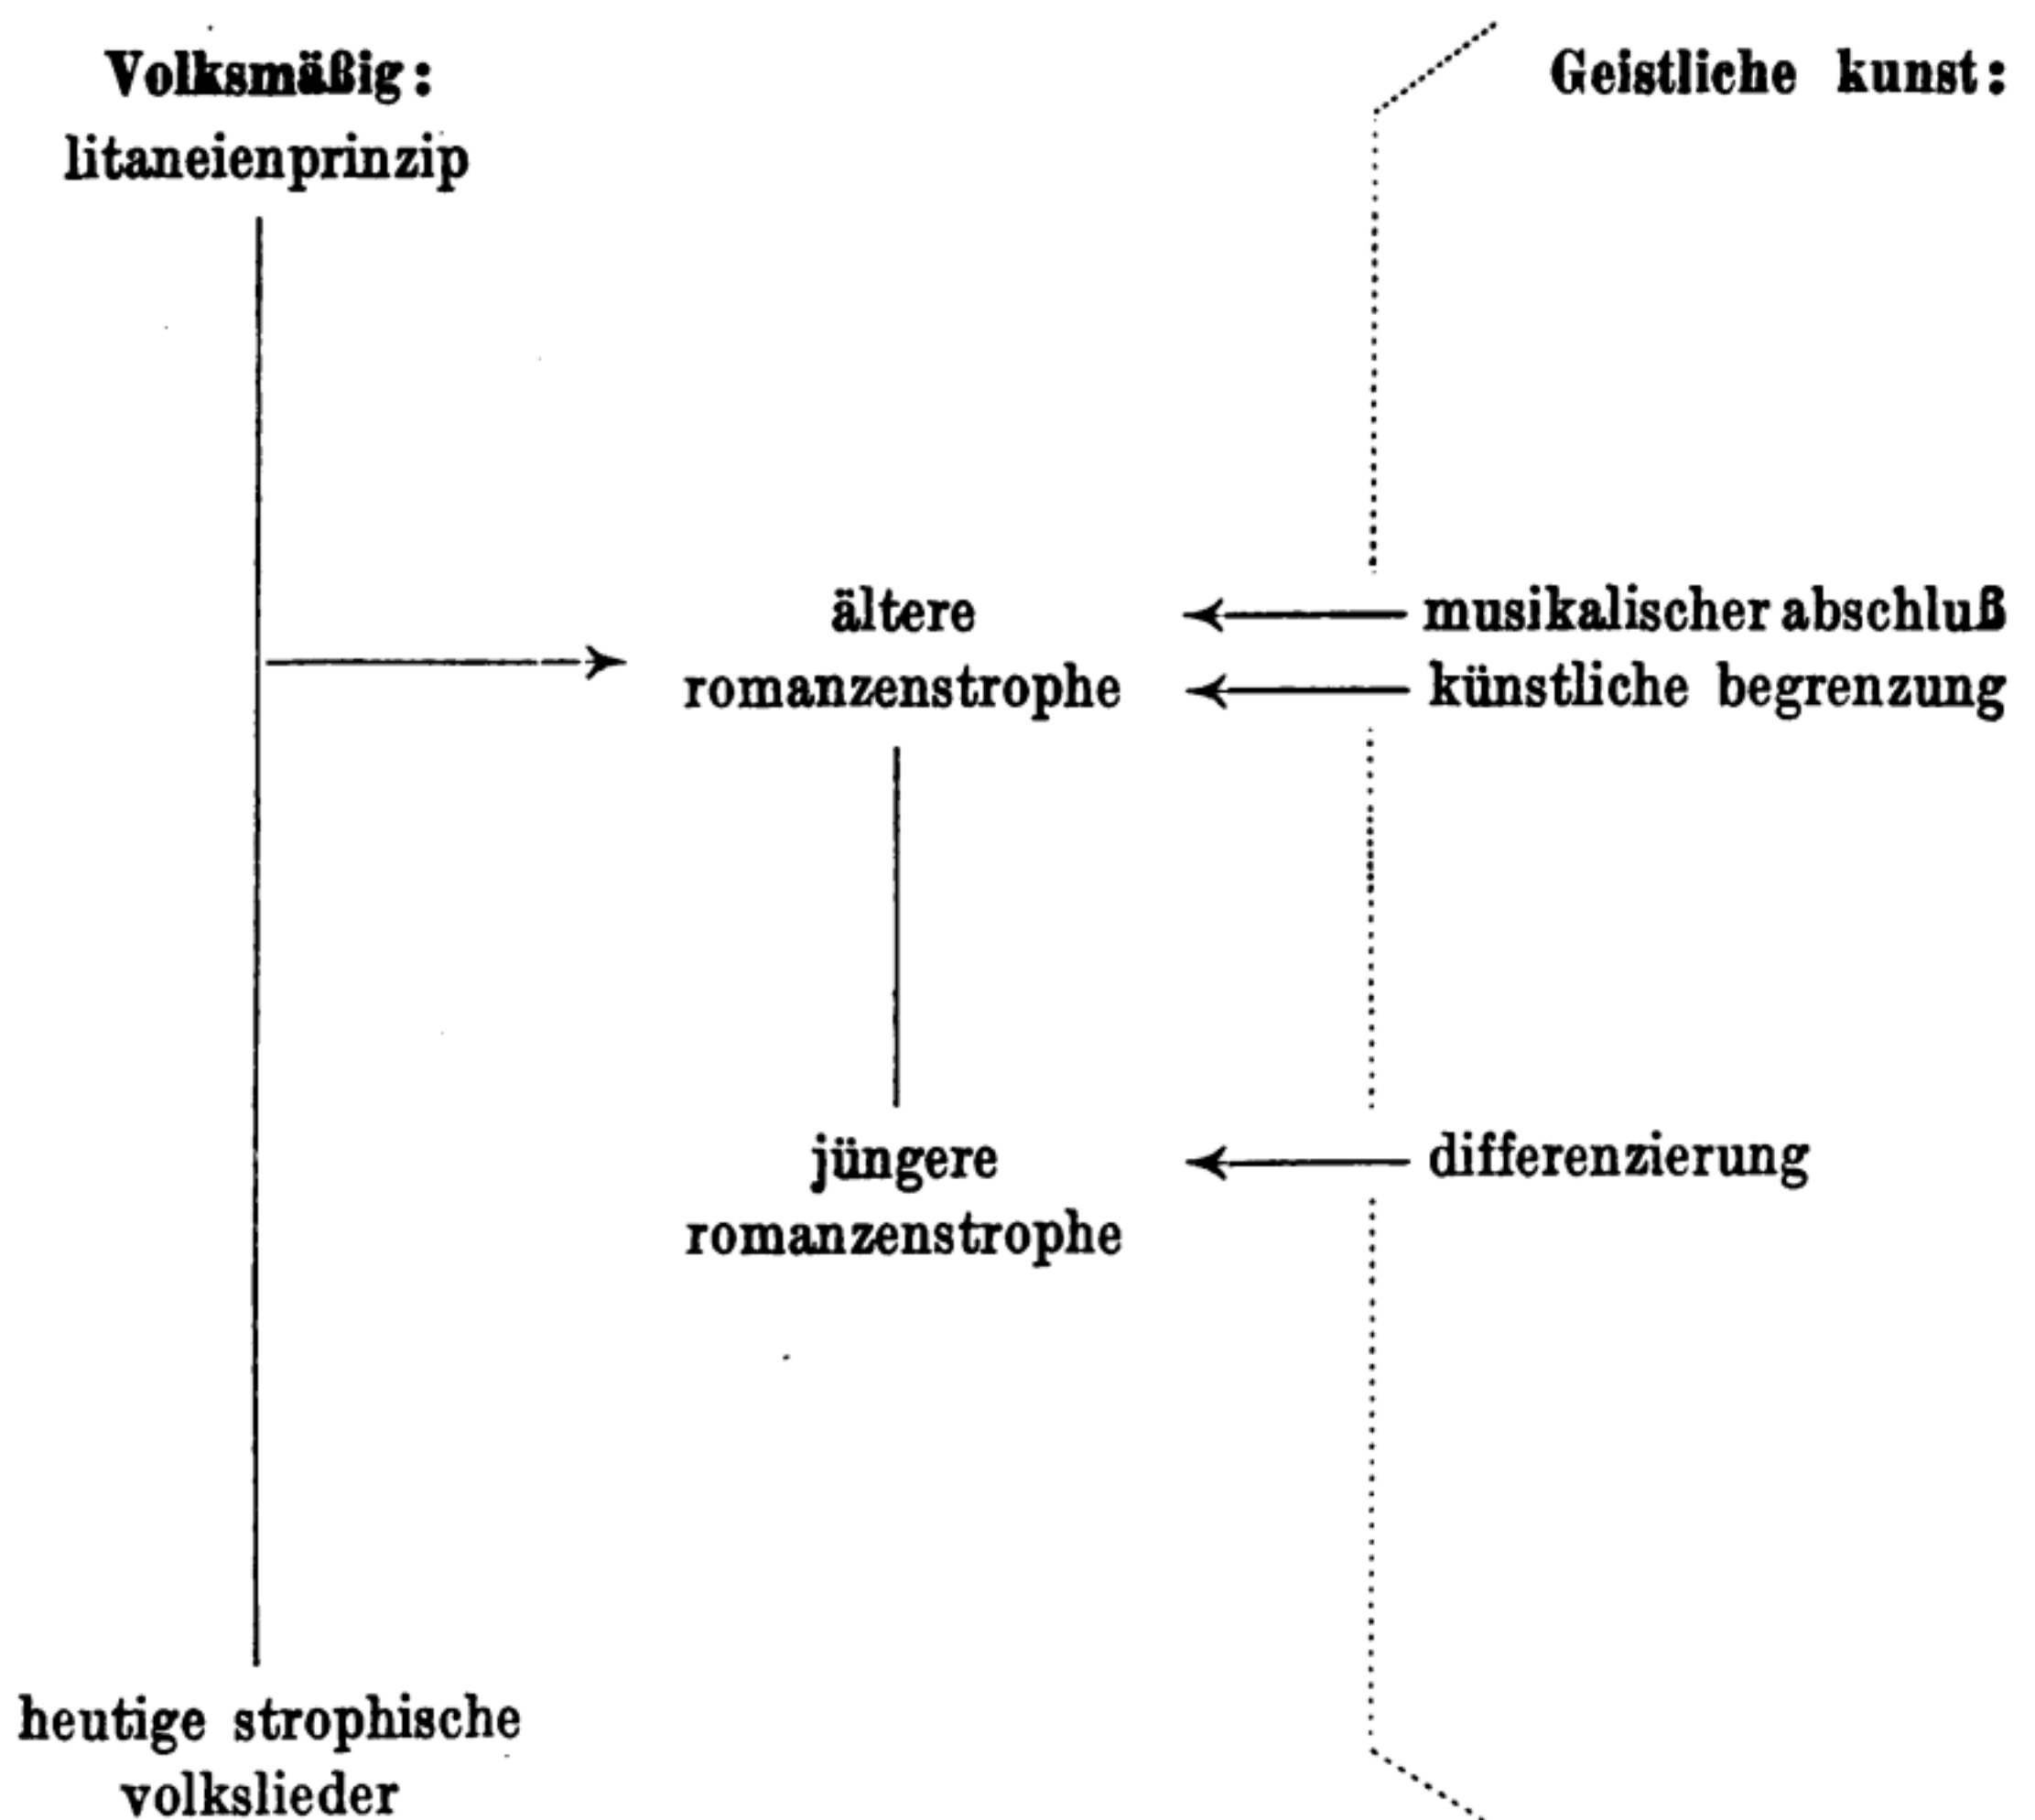 Volksmäßig:
litaneienprinzip
Geistliche kunst:
ältere
romanzenstrophe
musikalischer abschluß
künstliche begrenzung
jüngere
romanzenstrophe
differenzierung
heutige strophische
volkslieder